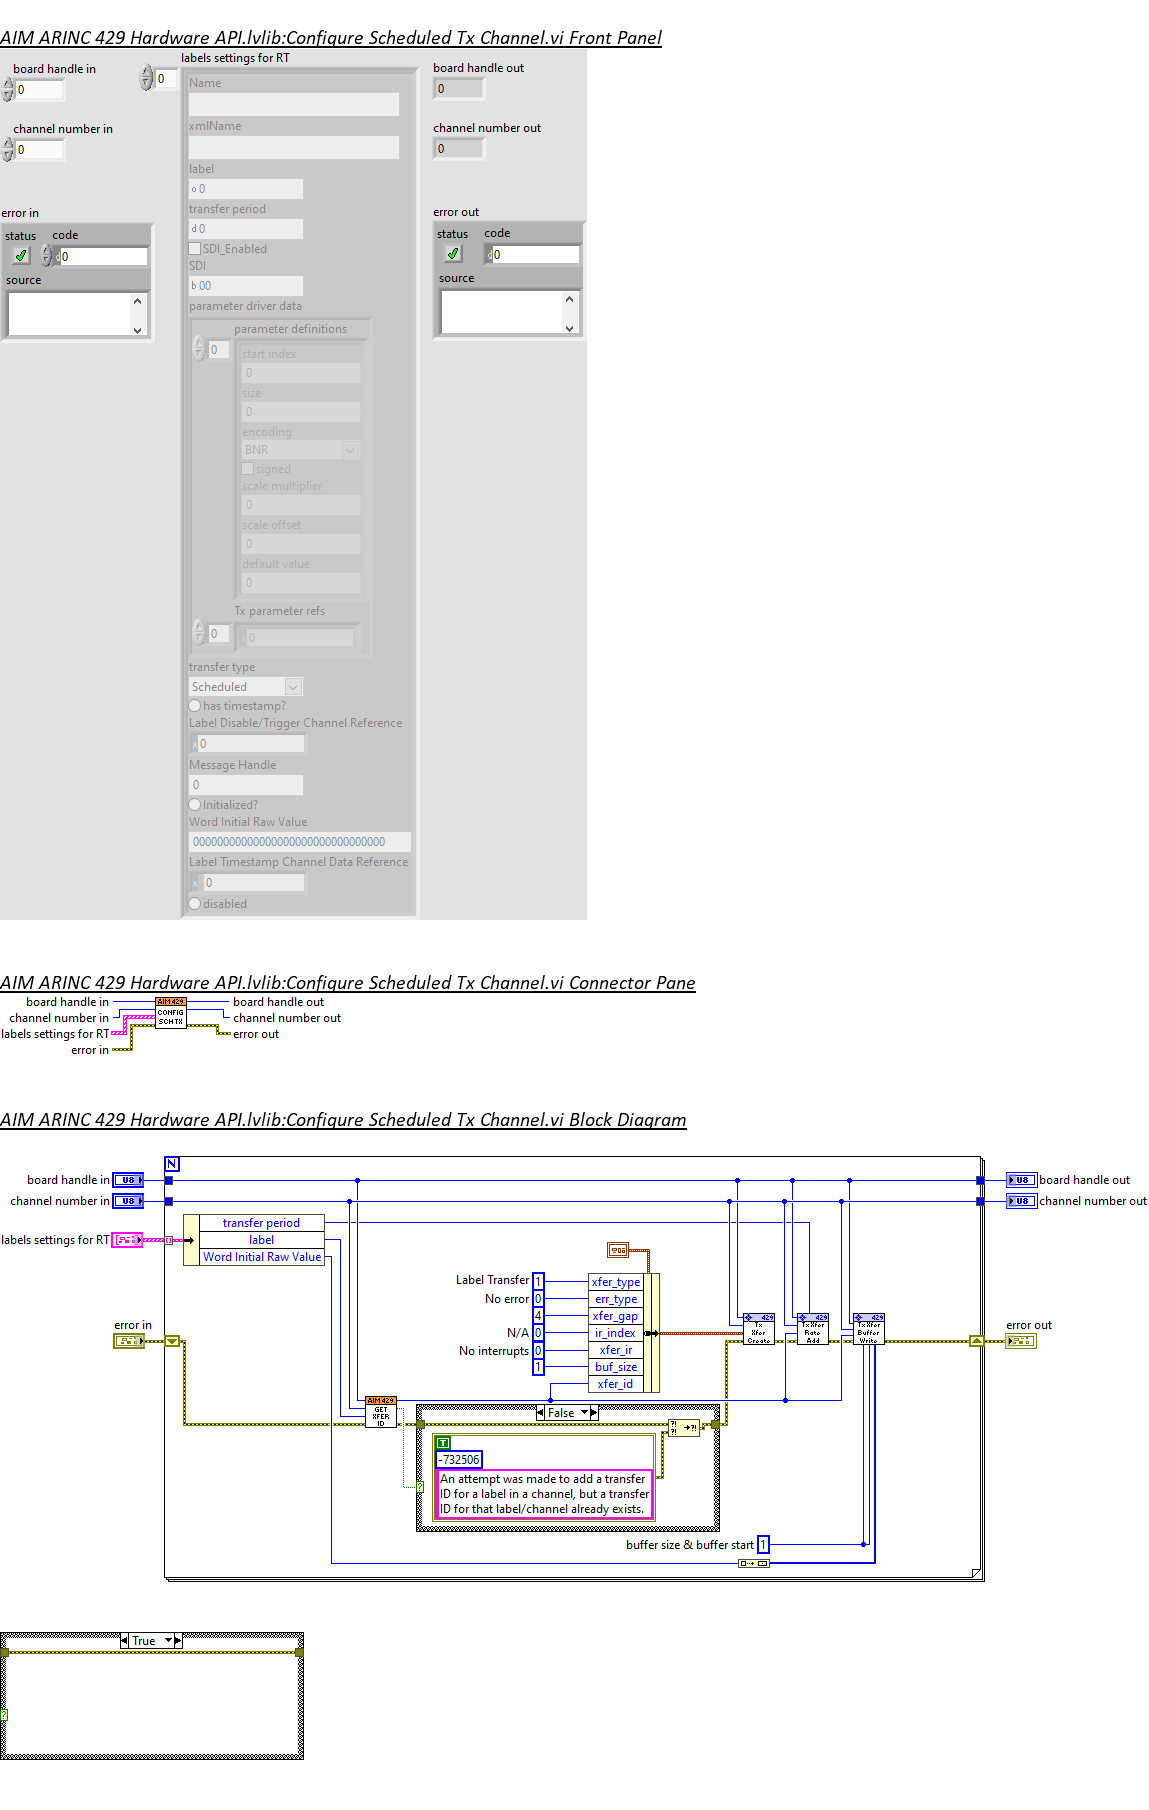 AIM ARINC 429 Hardware API.lvlib:Configure Scheduled Tx Channel.vi Front Panel
board handle in
0
channel number in
0
error in
status code
0
source
0
labels settings for RT
Name
xmlName
label
o 0
transfer period
d 0
SDI_Enabled
SDI
b 00
parameter driver data
parameter definitions
0
start index
0
size
0
encoding
BNR
signed
scale multiplier
0
scale offset
0
default value
0
Tx parameter refs
0
0
transfer type
Scheduled
has timestamp?
Label Disable/Trigger Channel Reference
x 0
Message Handle
0
Initialized?
Word Initial Raw Value
00000000000000000000000000000000
Label Timestamp Channel Data Reference
x 0
disabled
board handle out
0
channel number out
0
error out
status code
d 0
source
AIM ARINC 429 Hardware API.lvlib:Configure Scheduled Tx Channel.vi Connector Pane
board handle in
channel number in
labels settings for RT
error in
AIM429
CONFIG
SCHTX
board handle out
channel number out
error out
AIM ARINC 429 Hardware API.lvlib:Configure Scheduled Tx Channel.vi Block Diagram
N
board handle in U8
channel number in U8
labels settings for RT
error in
transfer period
label
Word Initial Raw Value
Label Transfer 1 xfer_type
No error 0 err_type
4 xfer_gap
N/A 0 ir_index
No interrupts 0 xfer_ir
1 buf_size
xfer_id
429
Tx
Xfer
Create
429
TxXfer
Rate
Add
429
TxXfer
Buffer
Write
AIM429
GET
XFER
ID
False
T
-732506
An attempt was made to add a transfer
ID for a label in a channel, but a transfer
ID for that label/channel already exists.
?! ?! →?!
?
buffer size & buffer start 1
U8 board handle out
U8 channel number out
error out
True
?